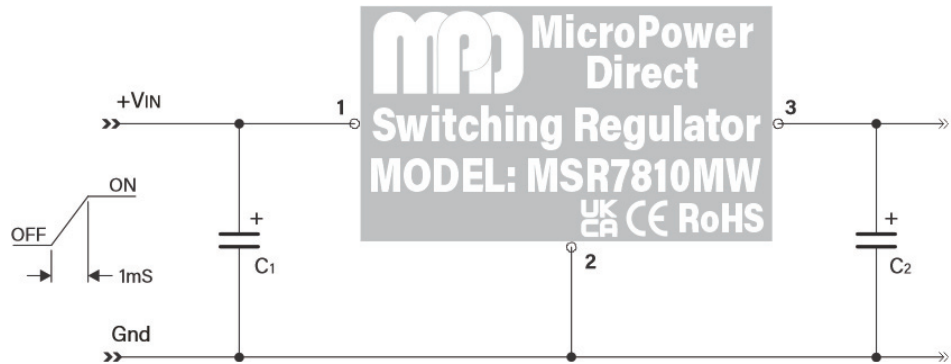 MPD MicroPower
Direct
Switching Regulator
MODEL: MSR7810MW
UK
CA CE RoHS
+VIN
1
3
ON
OFF
+
C1
+
C2
2
1mS
Gnd